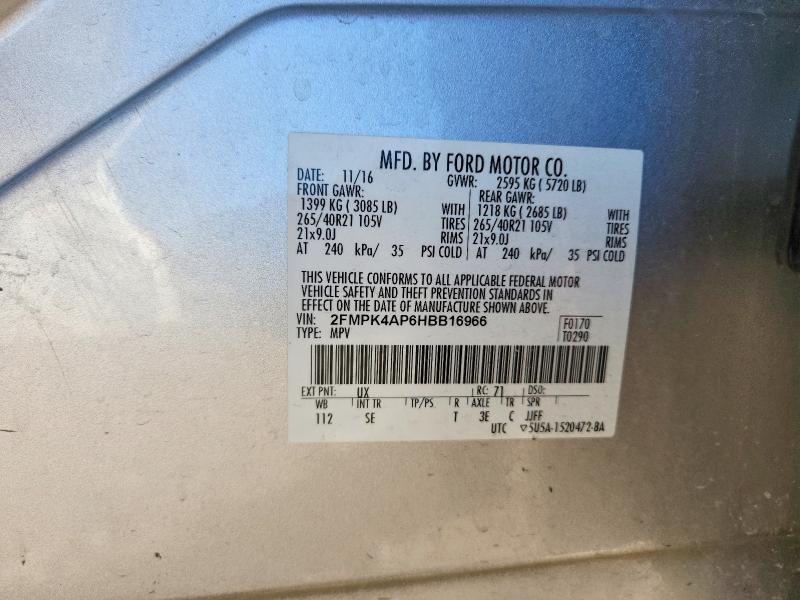 MFD. BY FORD MOTOR CO.
DATE: 11/16 GVWR: 2595 KG ( 5720 LB)
FRONT GAWR: REAR GAWR:
1399 KG ( 3085 LB) WITH 1218 KG ( 2685 LB) WITH
265/40R21 105V TIRES 265/40R21 105V TIRES
21x9.0J RIMS 21x9.0J RIMS
AT 240 kPa/ 35 PSI COLD AT 240 kPa/ 35 PSI COLD
THIS VEHICLE CONFORMS TO ALL APPLICABLE FEDERAL MOTOR
VEHICLE SAFETY AND THEFT PREVENTION STANDARDS IN
EFFECT ON THE DATE OF MANUFACTURE SHOWN ABOVE.
VIN: 2FMPK4AP6HBB16966 F0170
TYPE: MPV T0290
EXT PNT: UX RC: 71 DSO:
WB INT TR TP/PS R AXLE TR SPR
112 SE T 3E C JJFF
UTC ▽5U5A-1520472-BA